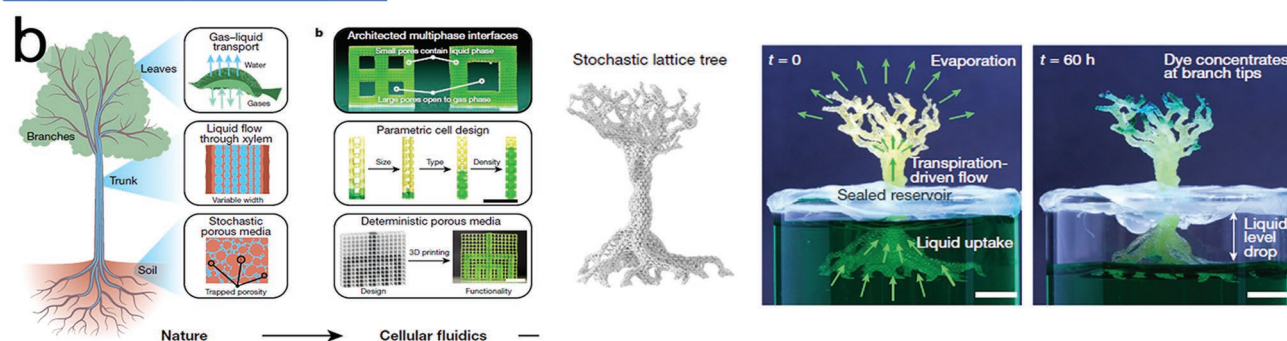 b
Gas–liquid
transport
Water
Gases
Leaves
Branches
Liquid flow
through xylem
Variable width
Trunk
Stochastic
porous media
Trapped porosity
Soil
Nature
b
Architected multiphase interfaces
Small pores contain liquid phase
Large pores open to gas phase
Parametric cell design
Size
Type
Density
Deterministic porous media
3D printing
Design
Functionality
Cellular fluidics
Stochastic lattice tree
t = 0
Evaporation
Transpiration-
driven flow
Sealed reservoir
Liquid uptake
t = 60 h
Dye concentrates
at branch tips
Liquid
level
drop